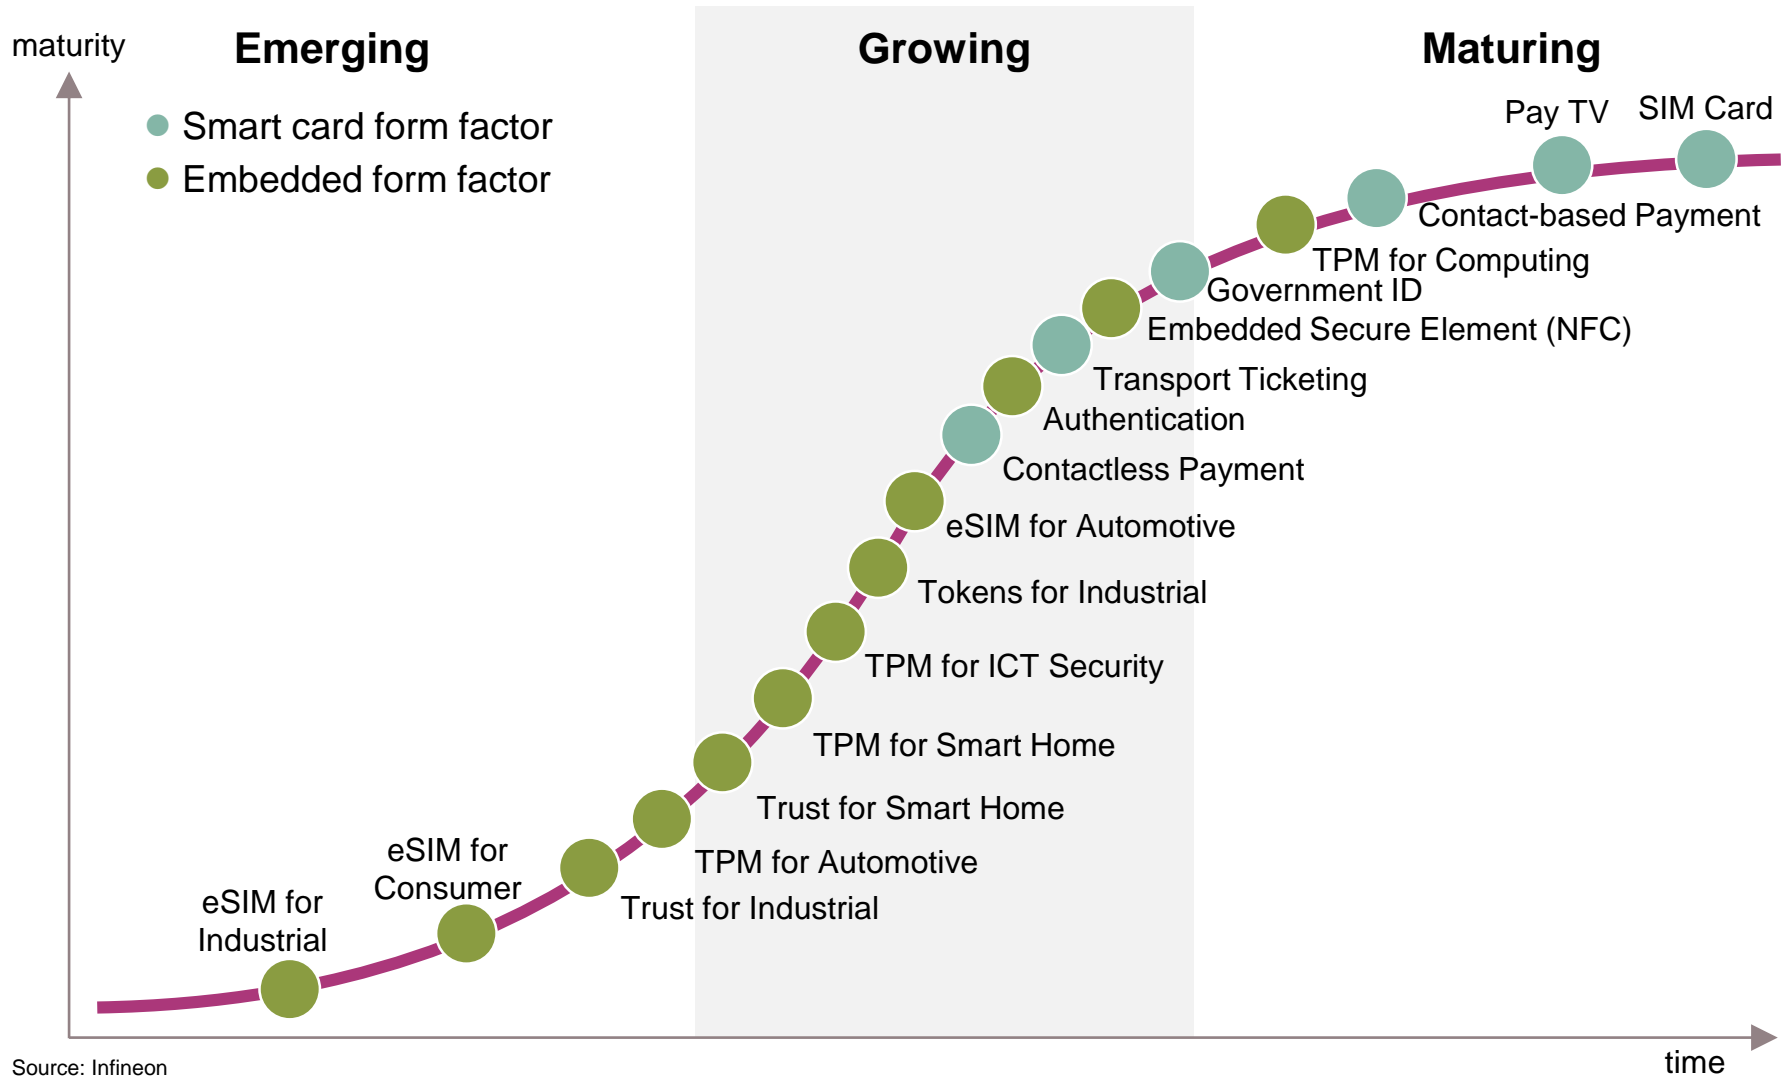 maturity
Emerging
Growing
Maturing
Smart card form factor
Embedded form factor
Pay TV
SIM Card
Contact-based Payment
TPM for Computing
Government ID
Embedded Secure Element (NFC)
Transport Ticketing
Authentication
Contactless Payment
eSIM for Automotive
Tokens for Industrial
TPM for ICT Security
TPM for Smart Home
Trust for Smart Home
TPM for Automotive
Trust for Industrial
eSIM for
Consumer
eSIM for
Industrial
time
Source: Infineon